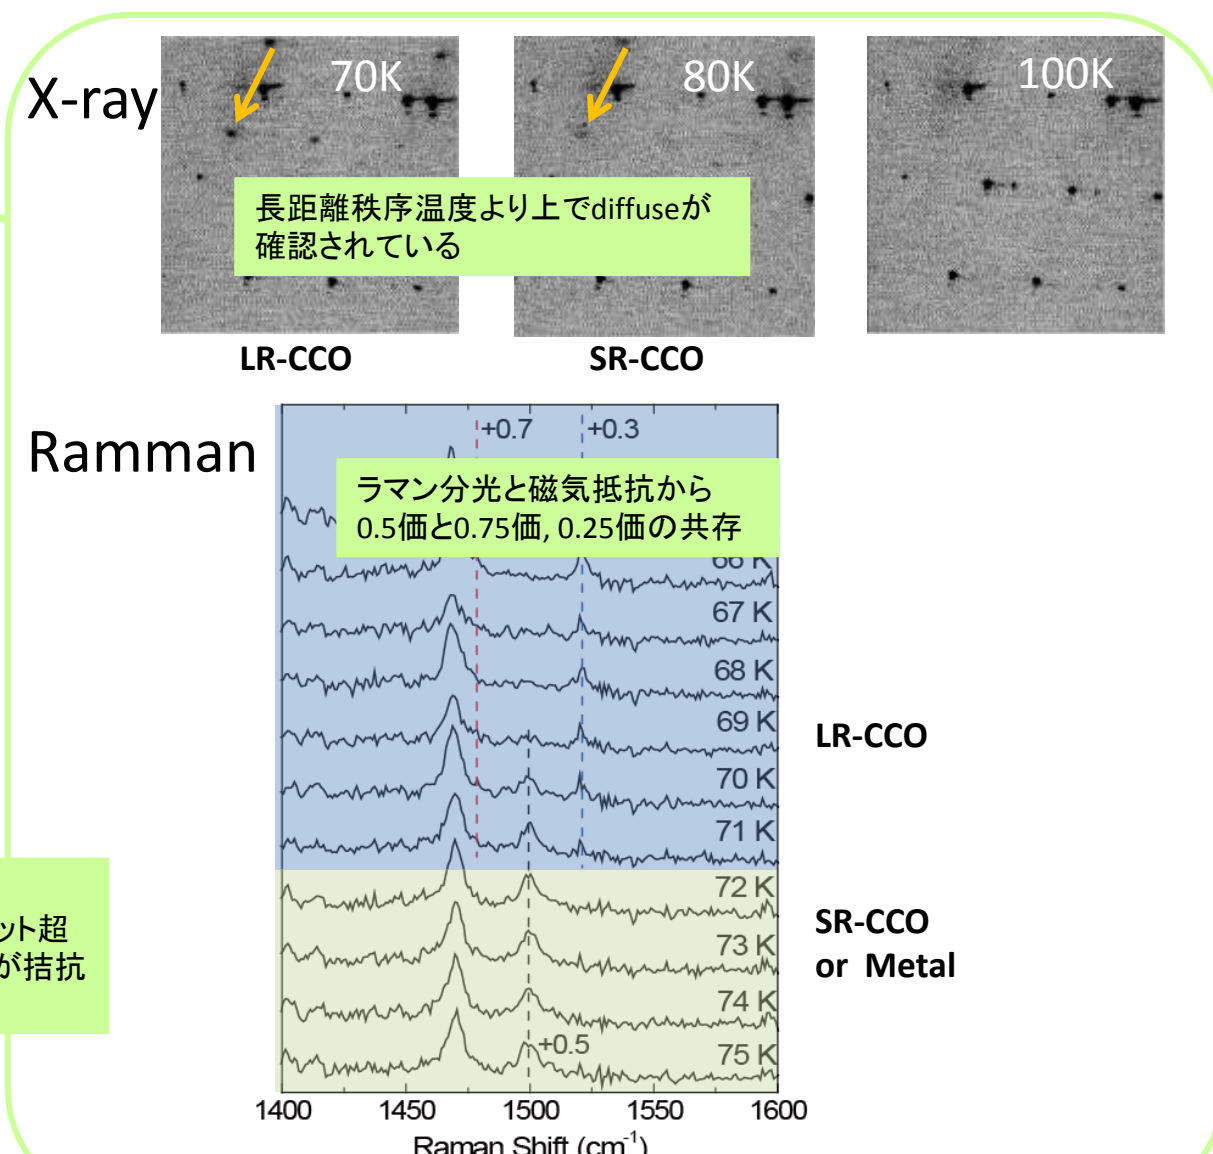 X-ray
70K
80K
100K
長距離秩序温度より上でdiffuseが
確認されている
LR-CCO
SR-CCO
Ramman
+0.7
+0.3
ラマン分光と磁気抵抗から
0.5価と0.75価, 0.25価の共存
66 K
67 K
68 K
69 K
70 K
71 K
LR-CCO
72 K
73 K
74 K
75 K
+0.5
SR-CCO
or Metal
ット超
が拮抗
1400
1450
1500
1550
1600
Raman Shift (cm-1)